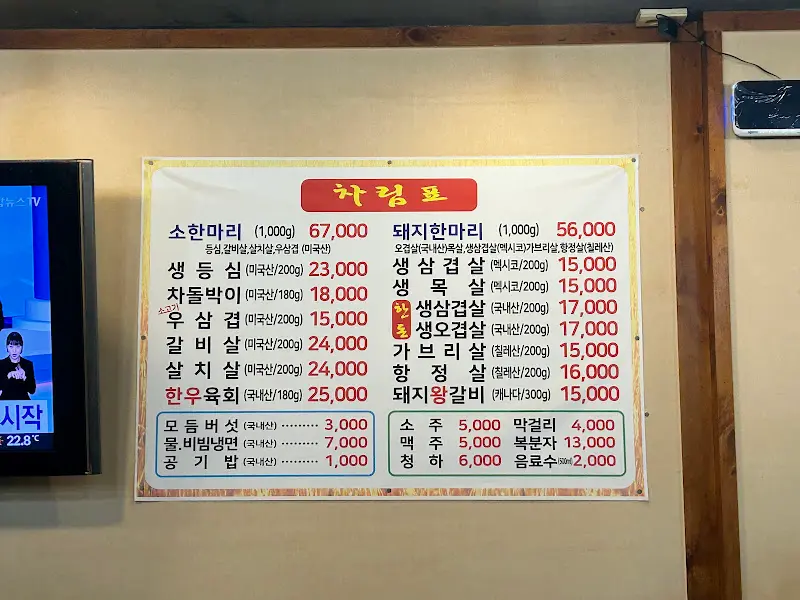 차림표
소한마리 (1,000g) 67,000
등심,갈비살,살치살,우삼겹 (미국산)
생등심 (미국산/200g) 23,000
차돌박이 (미국산/180g) 18,000
소고기
우삼겹 (미국산/200g) 15,000
갈비살 (미국산/200g) 24,000
살치살 (미국산/200g) 24,000
한우육회 (국내산/180g) 25,000
모듬버섯 (국내산) ......... 3,000
물.비빔냉면 (국내산) ......... 7,000
공기밥 (국내산) ......... 1,000
돼지한마리 (1,000g) 56,000
오겹살(국내산)목살,생삼겹살(멕시코)가브리살,항정살(칠레산)
생삼겹살 (멕시코/200g) 15,000
생목살 (멕시코/200g) 15,000
한돈
생삼겹살 (국내산/200g) 17,000
생오겹살 (국내산/200g) 17,000
가브리살 (칠레산/200g) 15,000
항정살 (칠레산/200g) 16,000
돼지왕갈비 (캐나다/300g) 15,000
소주 5,000 막걸리 4,000
맥주 5,000 복분자 13,000
청하 6,000 음료수(500ml) 2,000
뉴스TV
시작
22.8℃